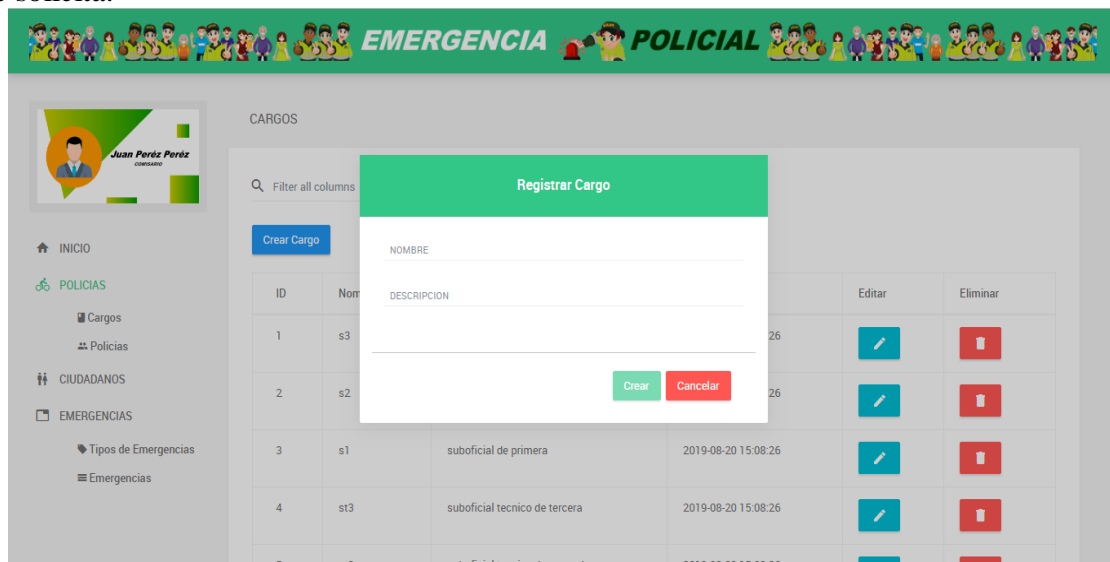 EMERGENCIA POLICIAL
Juan Peréz Peréz
COMISARIO
CARGOS
Filter all columns
Registrar Cargo
Crear Cargo
NOMBRE
DESCRIPCION
Crear Cancelar
INICIO
POLICIAS
Cargos
Policias
CIUDADANOS
EMERGENCIAS
Tipos de Emergencias
Emergencias
ID Nom Editar Eliminar
1 s3 26
2 s2 26
3 s1 suboficial de primera 2019-08-20 15:08:26
4 st3 suboficial tecnico de tercera 2019-08-20 15:08:26